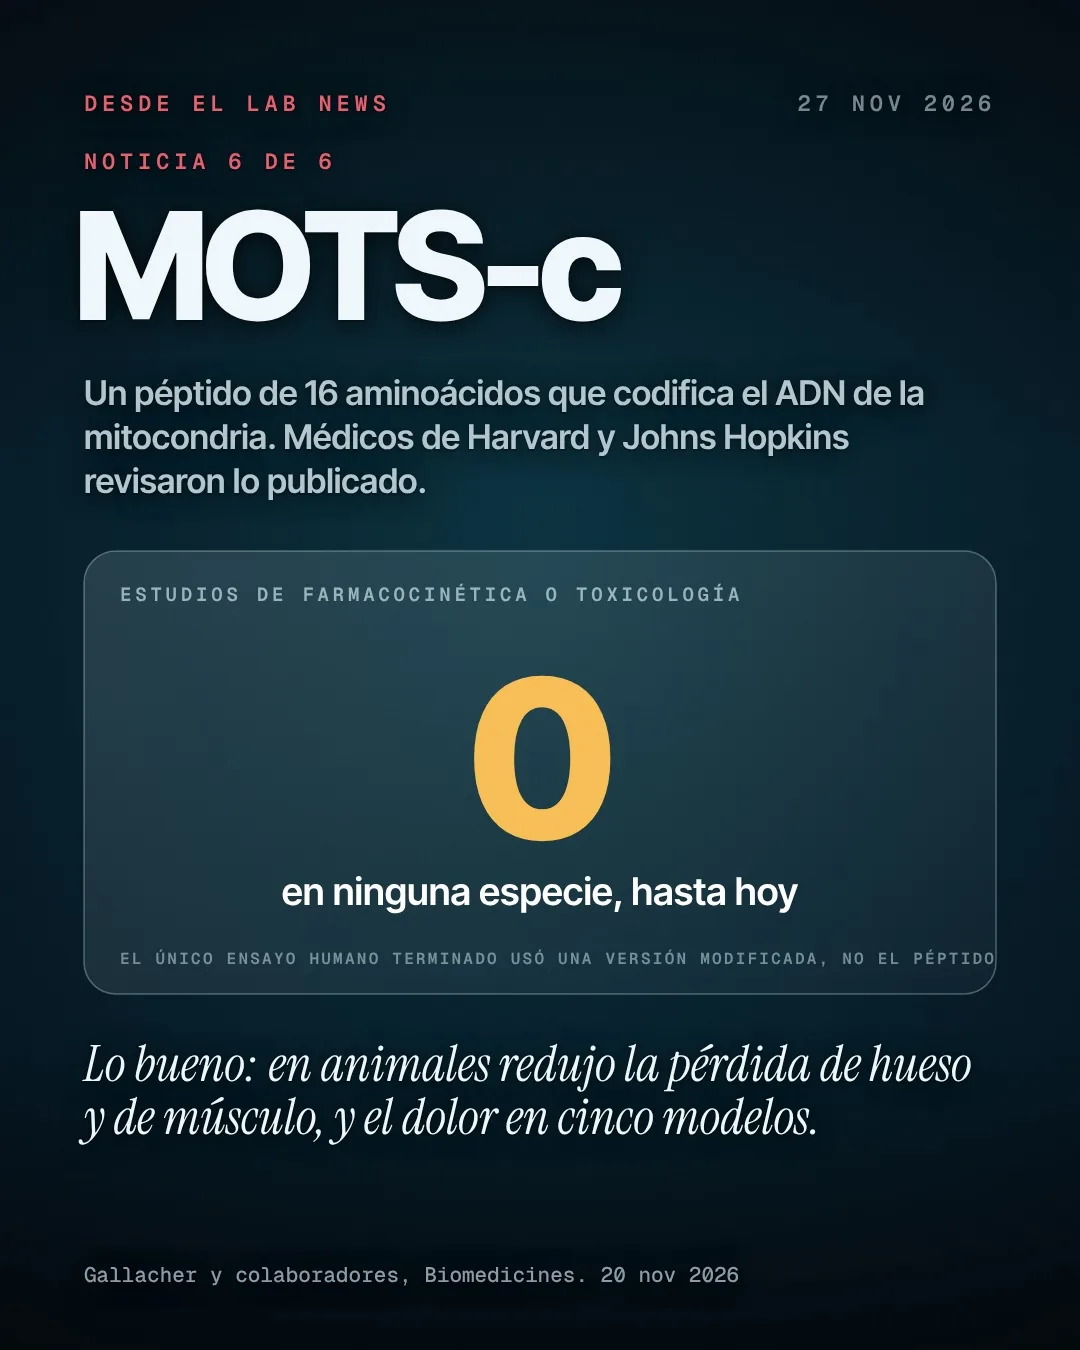 DESDE EL LAB NEWS
27 NOV 2026
NOTICIA 6 DE 6
MOTS-c
Un péptido de 16 aminoácidos que codifica el ADN de la
mitocondria. Médicos de Harvard y Johns Hopkins
revisaron lo publicado.
ESTUDIOS DE FARMACOCINÉTICA O TOXICOLOGÍA
0
en ninguna especie, hasta hoy
EL ÚNICO ENSAYO HUMANO TERMINADO USÓ UNA VERSIÓN MODIFICADA, NO EL PÉPTIDO
Lo bueno: en animales redujo la pérdida de hueso
y de músculo, y el dolor en cinco modelos.
Gallacher y colaboradores, Biomedicines. 20 nov 2026